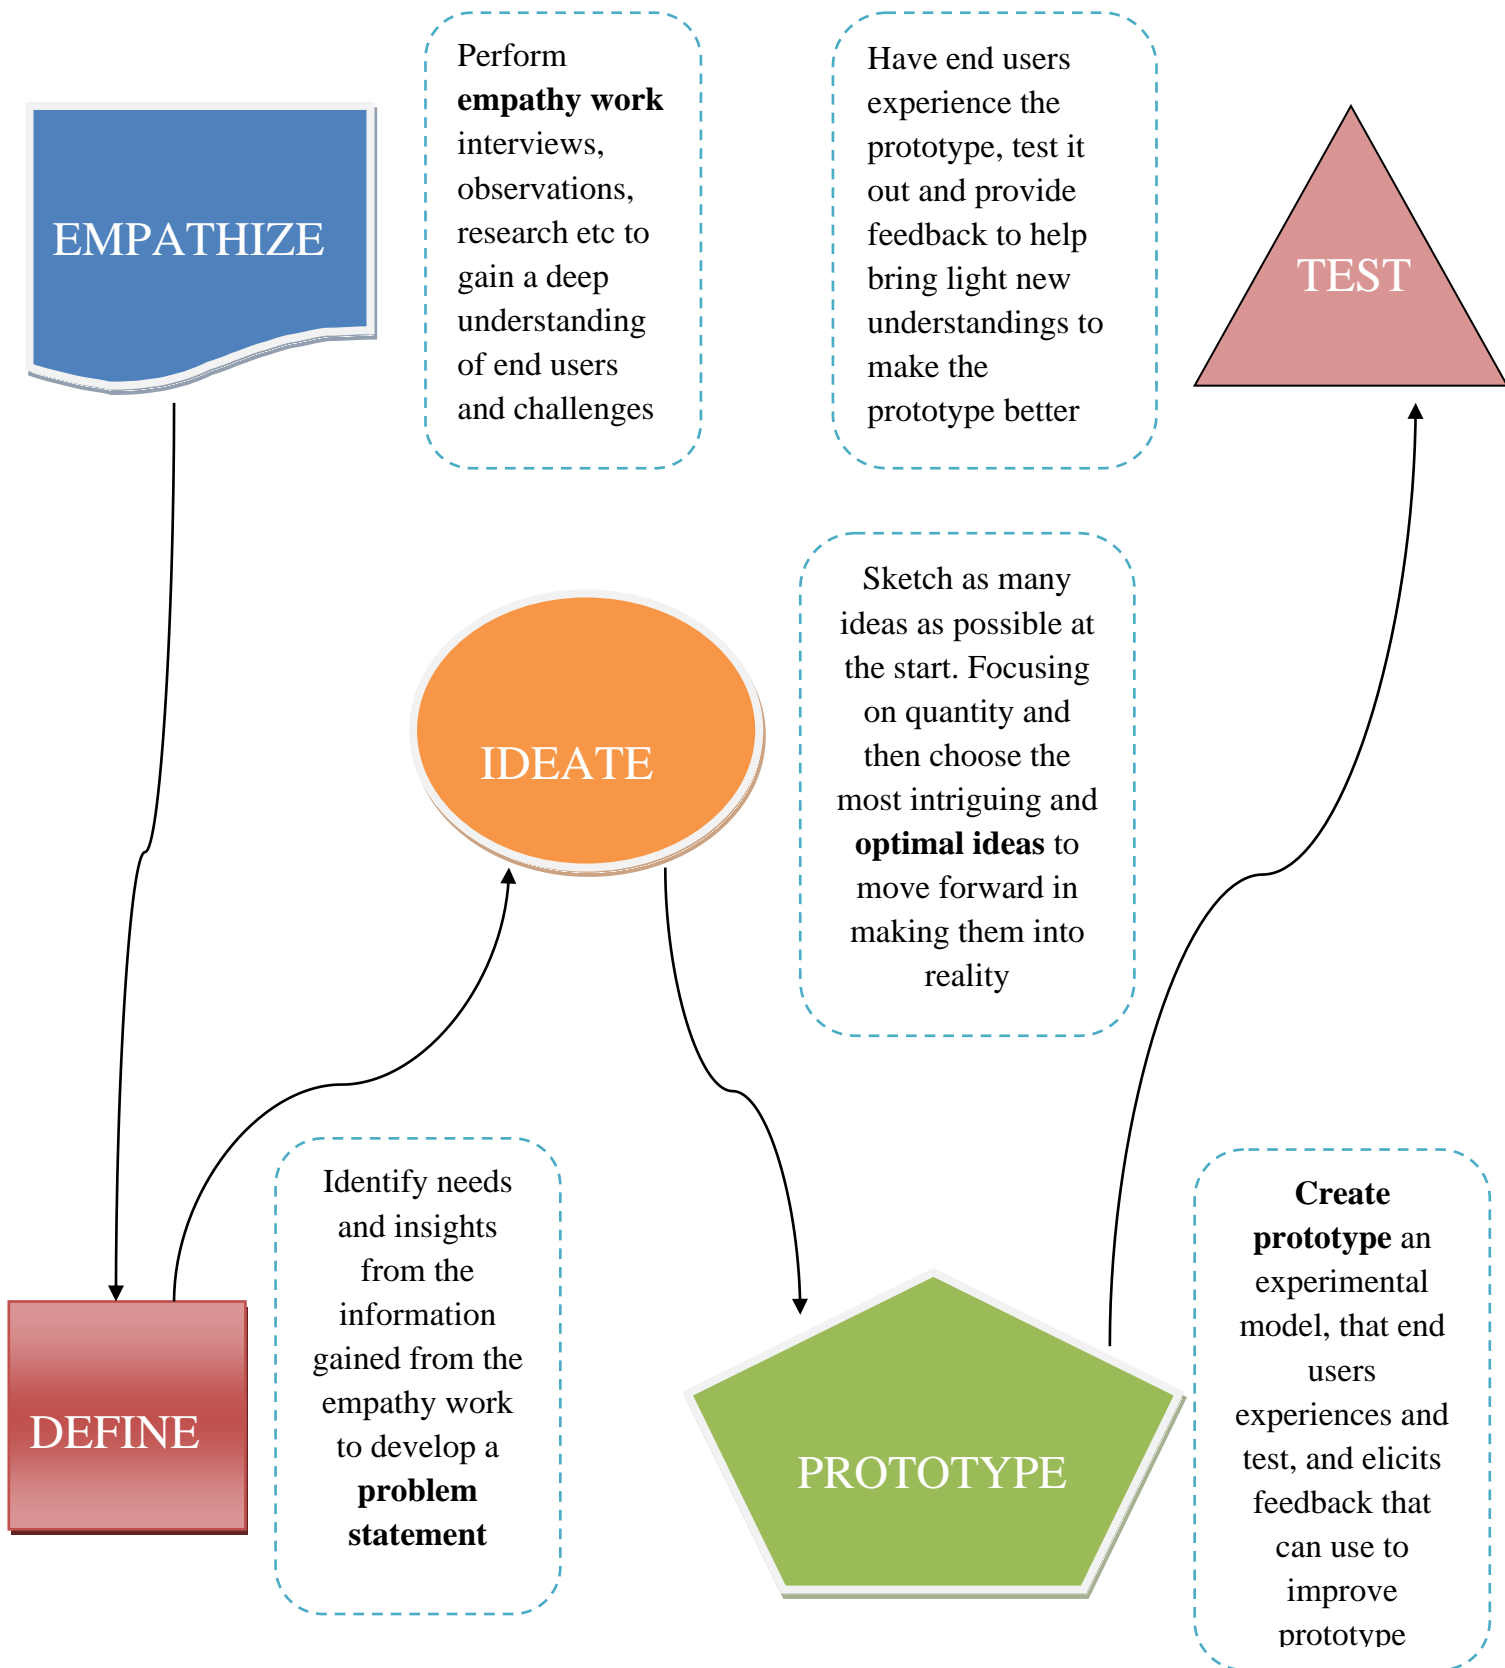 EMPATHIZE
Perform
empathy work
interviews,
observations,
research etc to
gain a deep
understanding
of end users
and challenges
Have end users
experience the
prototype, test it
out and provide
feedback to help
bring light new
understandings to
make the
prototype better
TEST
IDEATE
Sketch as many
ideas as possible at
the start. Focusing
on quantity and
then choose the
most intriguing and
optimal ideas to
move forward in
making them into
reality
DEFINE
Identify needs
and insights
from the
information
gained from the
empathy work
to develop a
problem
statement
PROTOTYPE
Create
prototype an
experimental
model, that end
users
experiences and
test, and elicits
feedback that
can use to
improve
prototype